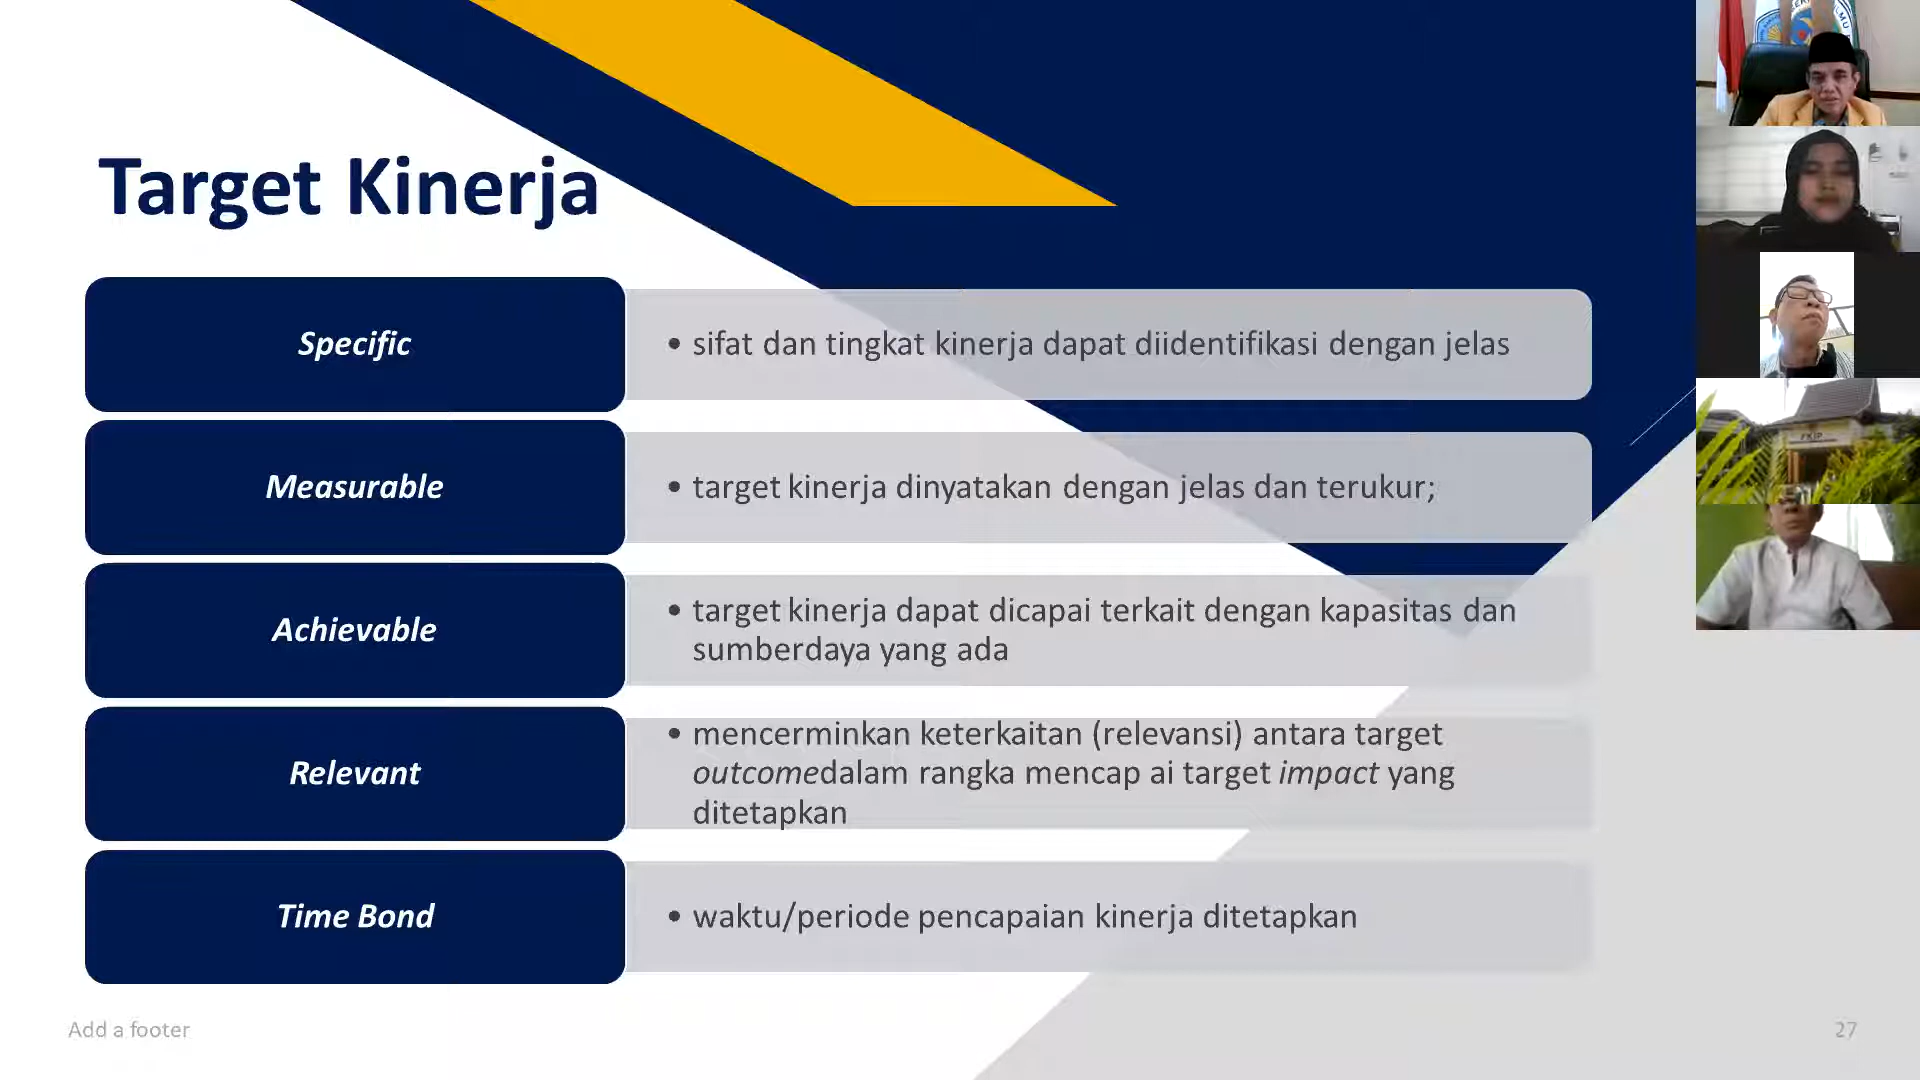 Target Kinerja
Specific
• sifat dan tingkat kinerja dapat diidentifikasi dengan jelas
Measurable
• target kinerja dinyatakan dengan jelas dan terukur;
Achievable
• target kinerja dapat dicapai terkait dengan kapasitas dan
sumberdaya yang ada
Relevant
• mencerminkan keterkaitan (relevansi) antara target
outcomedalam rangka mencap ai target impact yang
ditetapkan
Time Bond
• waktu/periode pencapaian kinerja ditetapkan
Add a footer
27
FKIP